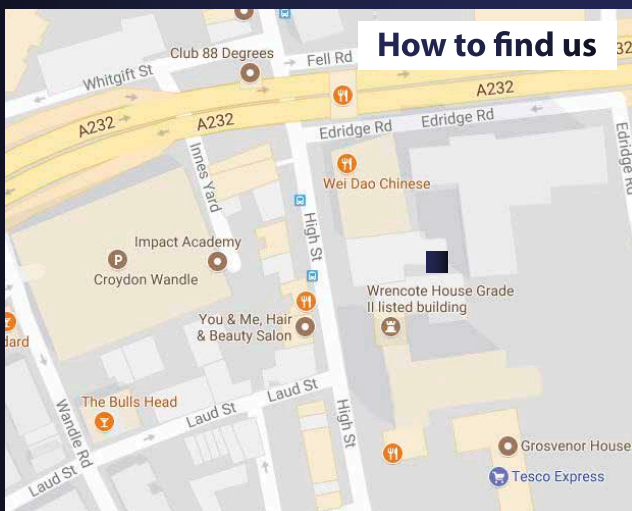 How to find us
Club 88 Degrees
Fell Rd
32
Whitgift St
A232
A232
A232
Edridge Rd
Edridge Rd
Edridge Rd
Innes Yard
Wei Dao Chinese
High St
Impact Academy
P
Croydon Wandle
Wrencote House Grade
II listed building
You & Me, Hair
& Beauty Salon
dard
The Bulls Head
Laud St
Laud St
High St
Wandle Rd
Laud St
Grosvenor House
Tesco Express